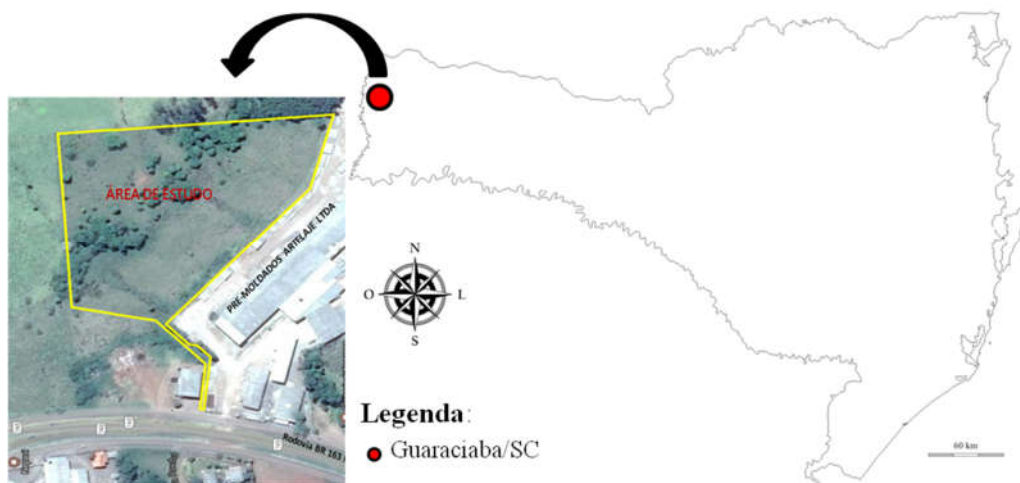 ÁREA DE ESTUDO
PRÉ-MOLDADOS ARTELAJE LTDA
Rodovia BR 163
N
O
L
S
Legenda:
Guaraciaba/SC
60 km